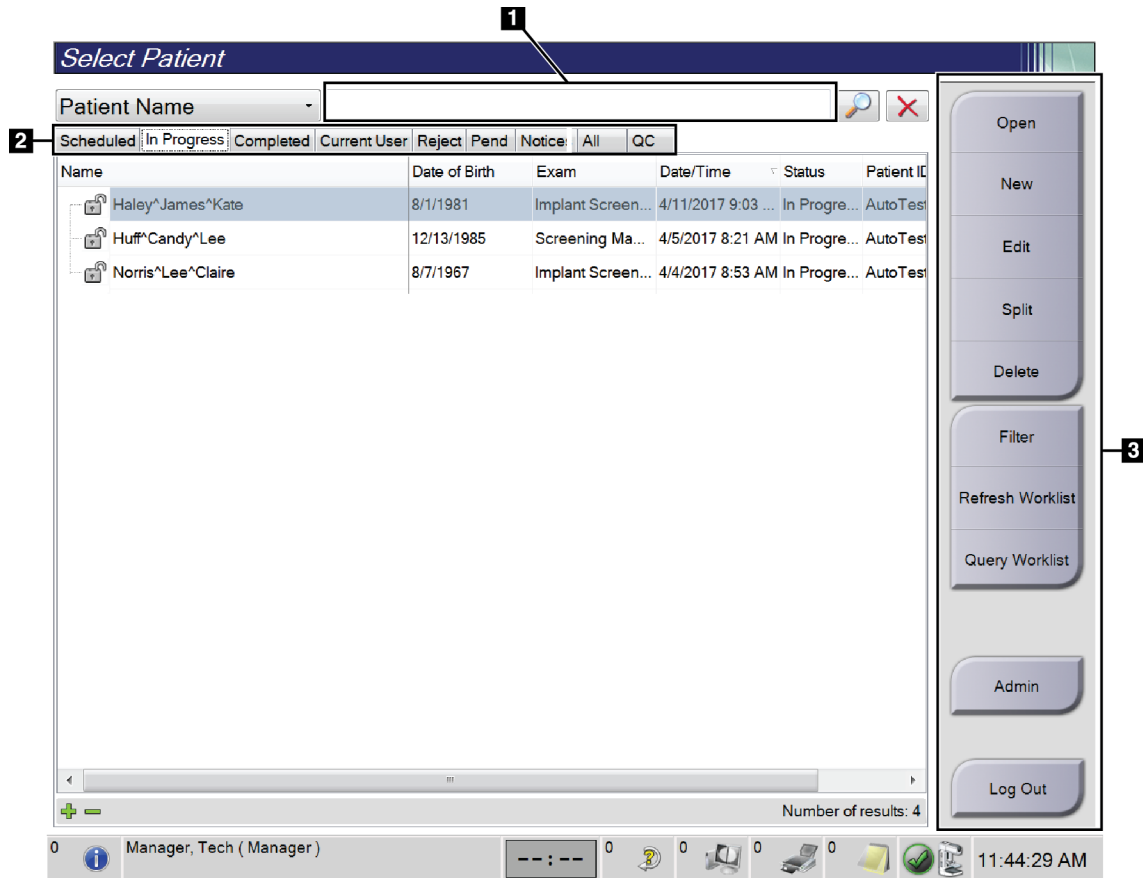 1
Select Patient
Patient Name
2
Scheduled In Progress Completed Current User Reject Pend Notice All QC
Name Date of Birth Exam Date/Time Status Patient ID
Haley^James^Kate 8/1/1981 Implant Screen... 4/11/2017 9:03 ... In Progre... AutoTest
Huff^Candy^Lee 12/13/1985 Screening Ma... 4/5/2017 8:21 AM In Progre... AutoTest
Norris^Lee^Claire 8/7/1967 Implant Screen... 4/4/2017 8:53 AM In Progre... AutoTest
Number of results: 4
Open
New
Edit
Split
Delete
Filter
3
Refresh Worklist
Query Worklist
Admin
Log Out
0 Manager, Tech ( Manager ) --:-- 0 0 0 0 11:44:29 AM